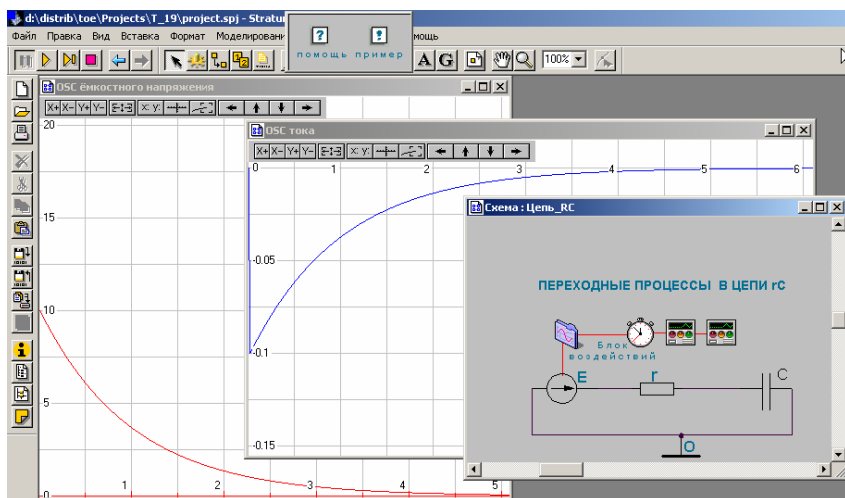 d:\distrib\toe\Projects\T_19\project.spj - Stratu
Файл Правка Вид Вставка Формат Моделировани мощь
помощь пример
A G 100%
OSC ёмкостного напряжения
X+ X- Y+ Y- x: y:
20
15
10
5
0
1 2 3 4 5
OSC тока
X+ X- Y+ Y- x: y:
0 1 2 3 4 5 6
-0.05
-0.1
-0.15
Схема : Цепь_RC
ПЕРЕХОДНЫЕ ПРОЦЕССЫ В ЦЕПИ rC
Блок
воздействий
E r C
O